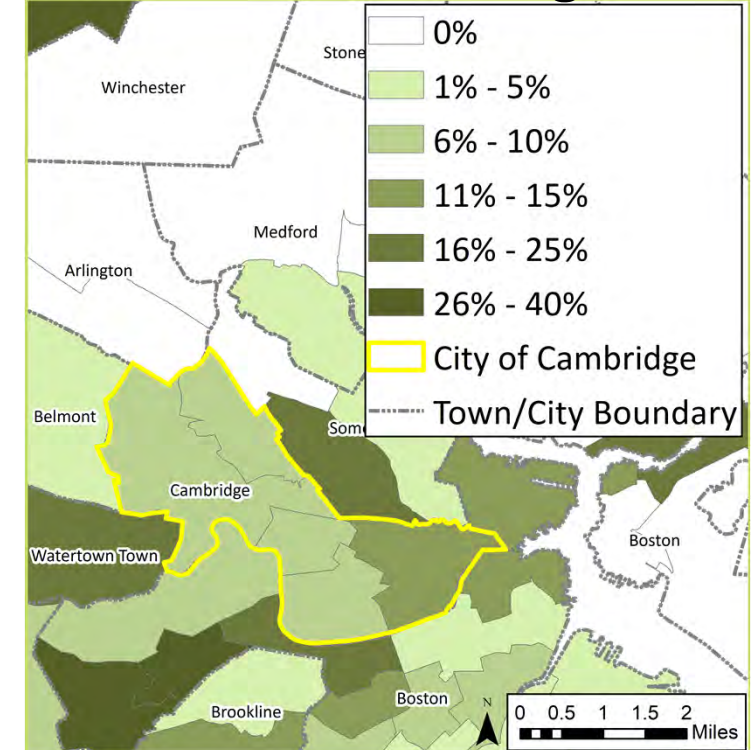 0%
1% - 5%
6% - 10%
11% - 15%
16% - 25%
26% - 40%
City of Cambridge
Town/City Boundary
Stone
Winchester
Medford
Arlington
Belmont
Som
Cambridge
Boston
Watertown Town
Brookline
Boston
N
0 0.5 1 1.5 2
Miles